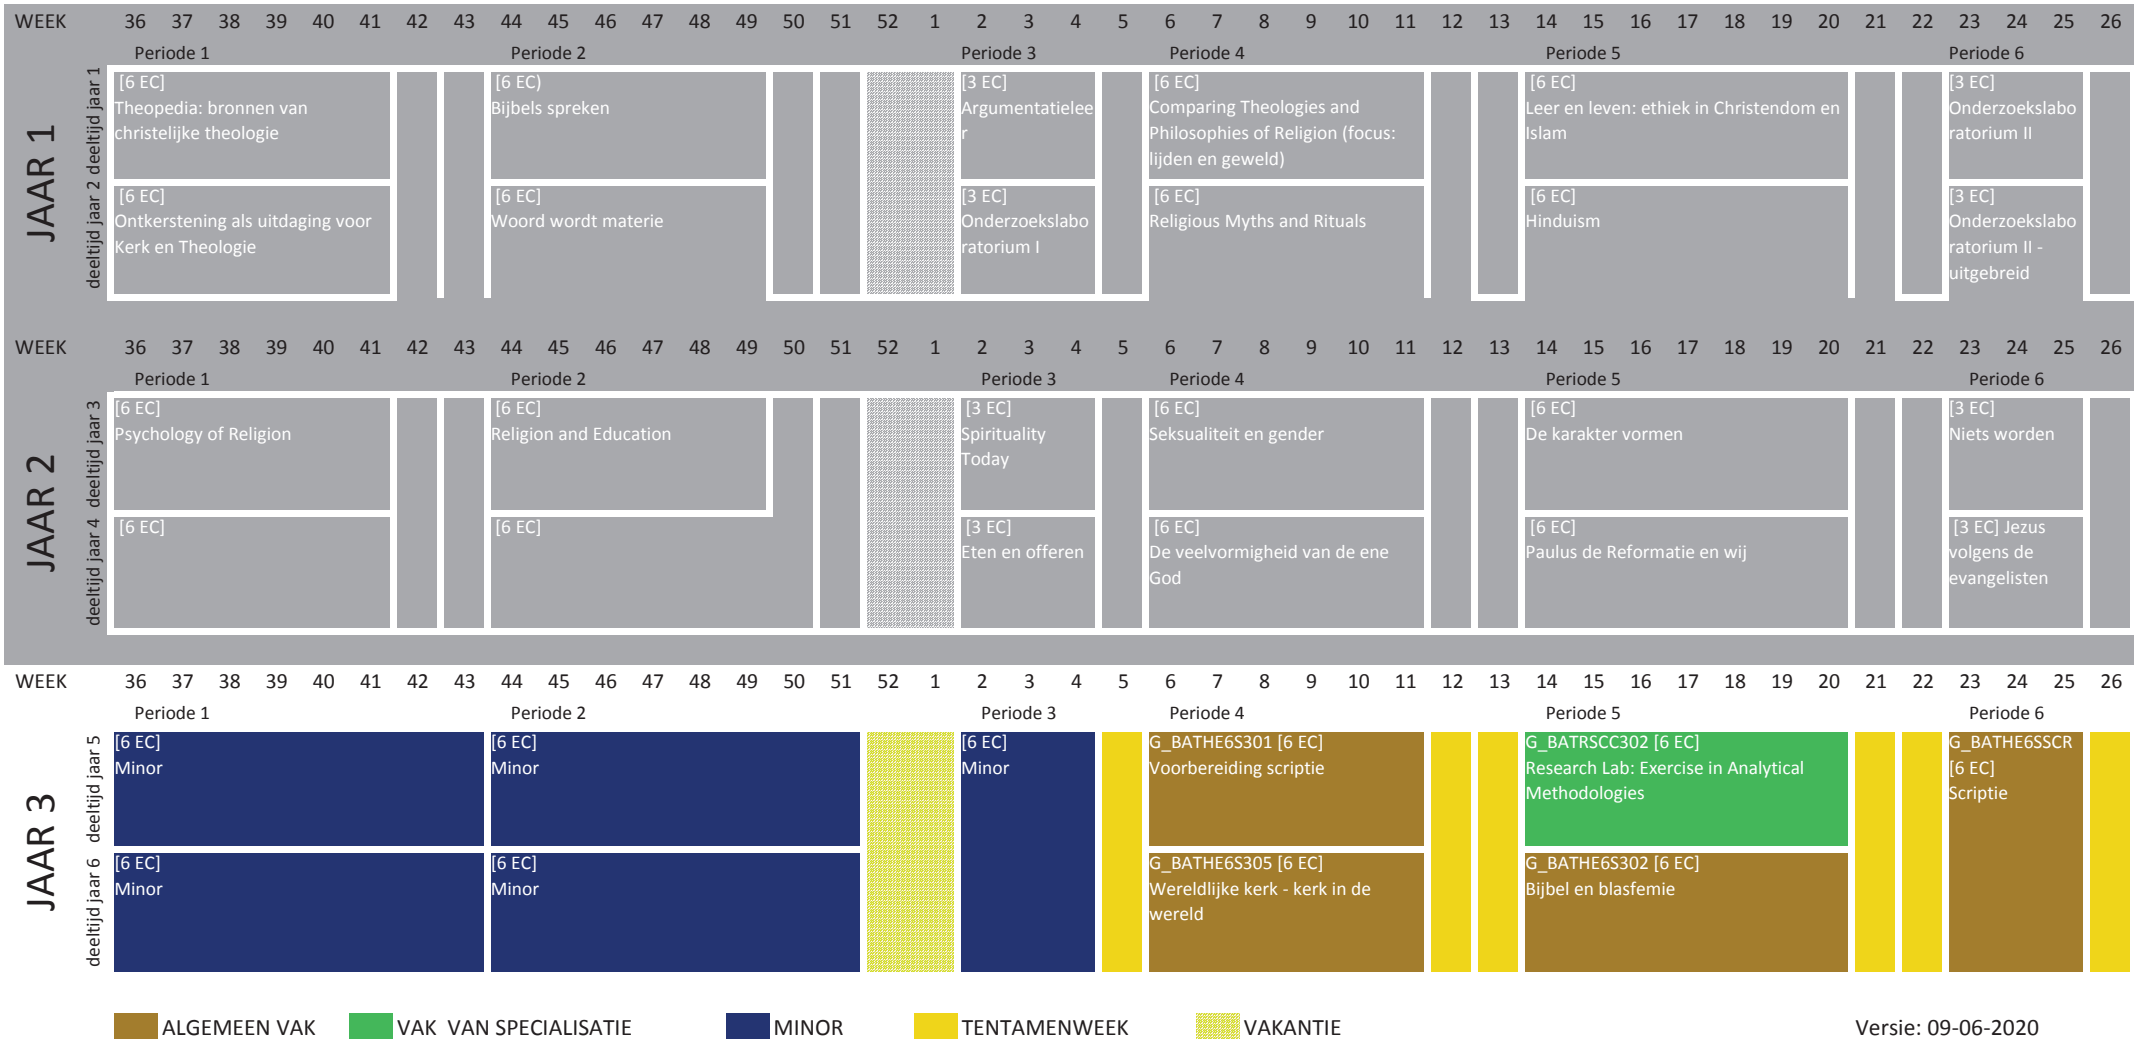 WEEK 36 37 38 39 40 41 42 43 44 45 46 47 48 49 50 51 52 1 2 3 4 5 6 7 8 9 10 11 12 13 14 15 16 17 18 19 20 21 22 23 24 25 26
Periode 1 Periode 2 Periode 3 Periode 4 Periode 5 Periode 6
JAAR 1
deeltijd jaar 1
[6 EC]
Theopedia: bronnen van
christelijke theologie
[6 EC)
Bijbels spreken
[3 EC]
Argumentatielee
r
[6 EC]
Comparing Theologies and
Philosophies of Religion (focus:
lijden en geweld)
[6 EC]
Leer en leven: ethiek in Christendom en
Islam
[3 EC]
Onderzoekslabo
ratorium II
deeltijd jaar 2
[6 EC]
Ontkerstening als uitdaging voor
Kerk en Theologie
[6 EC]
Woord wordt materie
[3 EC]
Onderzoekslabo
ratorium I
[6 EC]
Religious Myths and Rituals
[6 EC]
Hinduism
[3 EC]
Onderzoekslabo
ratorium II -
uitgebreid
WEEK 36 37 38 39 40 41 42 43 44 45 46 47 48 49 50 51 52 1 2 3 4 5 6 7 8 9 10 11 12 13 14 15 16 17 18 19 20 21 22 23 24 25 26
Periode 1 Periode 2 Periode 3 Periode 4 Periode 5 Periode 6
JAAR 2
deeltijd jaar 3
[6 EC]
Psychology of Religion
[6 EC]
Religion and Education
[3 EC]
Spirituality
Today
[6 EC]
Seksualiteit en gender
[6 EC]
De karakter vormen
[3 EC]
Niets worden
deeltijd jaar 4
[6 EC]
[6 EC]
[3 EC]
Eten en offeren
[6 EC]
De veelvormigheid van de ene
God
[6 EC]
Paulus de Reformatie en wij
[3 EC] Jezus
volgens de
evangelisten
WEEK 36 37 38 39 40 41 42 43 44 45 46 47 48 49 50 51 52 1 2 3 4 5 6 7 8 9 10 11 12 13 14 15 16 17 18 19 20 21 22 23 24 25 26
Periode 1 Periode 2 Periode 3 Periode 4 Periode 5 Periode 6
JAAR 3
deeltijd jaar 5
[6 EC]
Minor
[6 EC]
Minor
[6 EC]
Minor
G_BATHE6S301 [6 EC]
Voorbereiding scriptie
G_BATRSCC302 [6 EC]
Research Lab: Exercise in Analytical
Methodologies
G_BATHE6SSCR
[6 EC]
Scriptie
deeltijd jaar 6
[6 EC]
Minor
[6 EC]
Minor
G_BATHE6S305 [6 EC]
Wereldlijke kerk - kerk in de
wereld
G_BATHE6S302 [6 EC]
Bijbel en blasfemie
ALGEMEEN VAK VAK VAN SPECIALISATIE MINOR TENTAMENWEEK VAKANTIE Versie: 09-06-2020